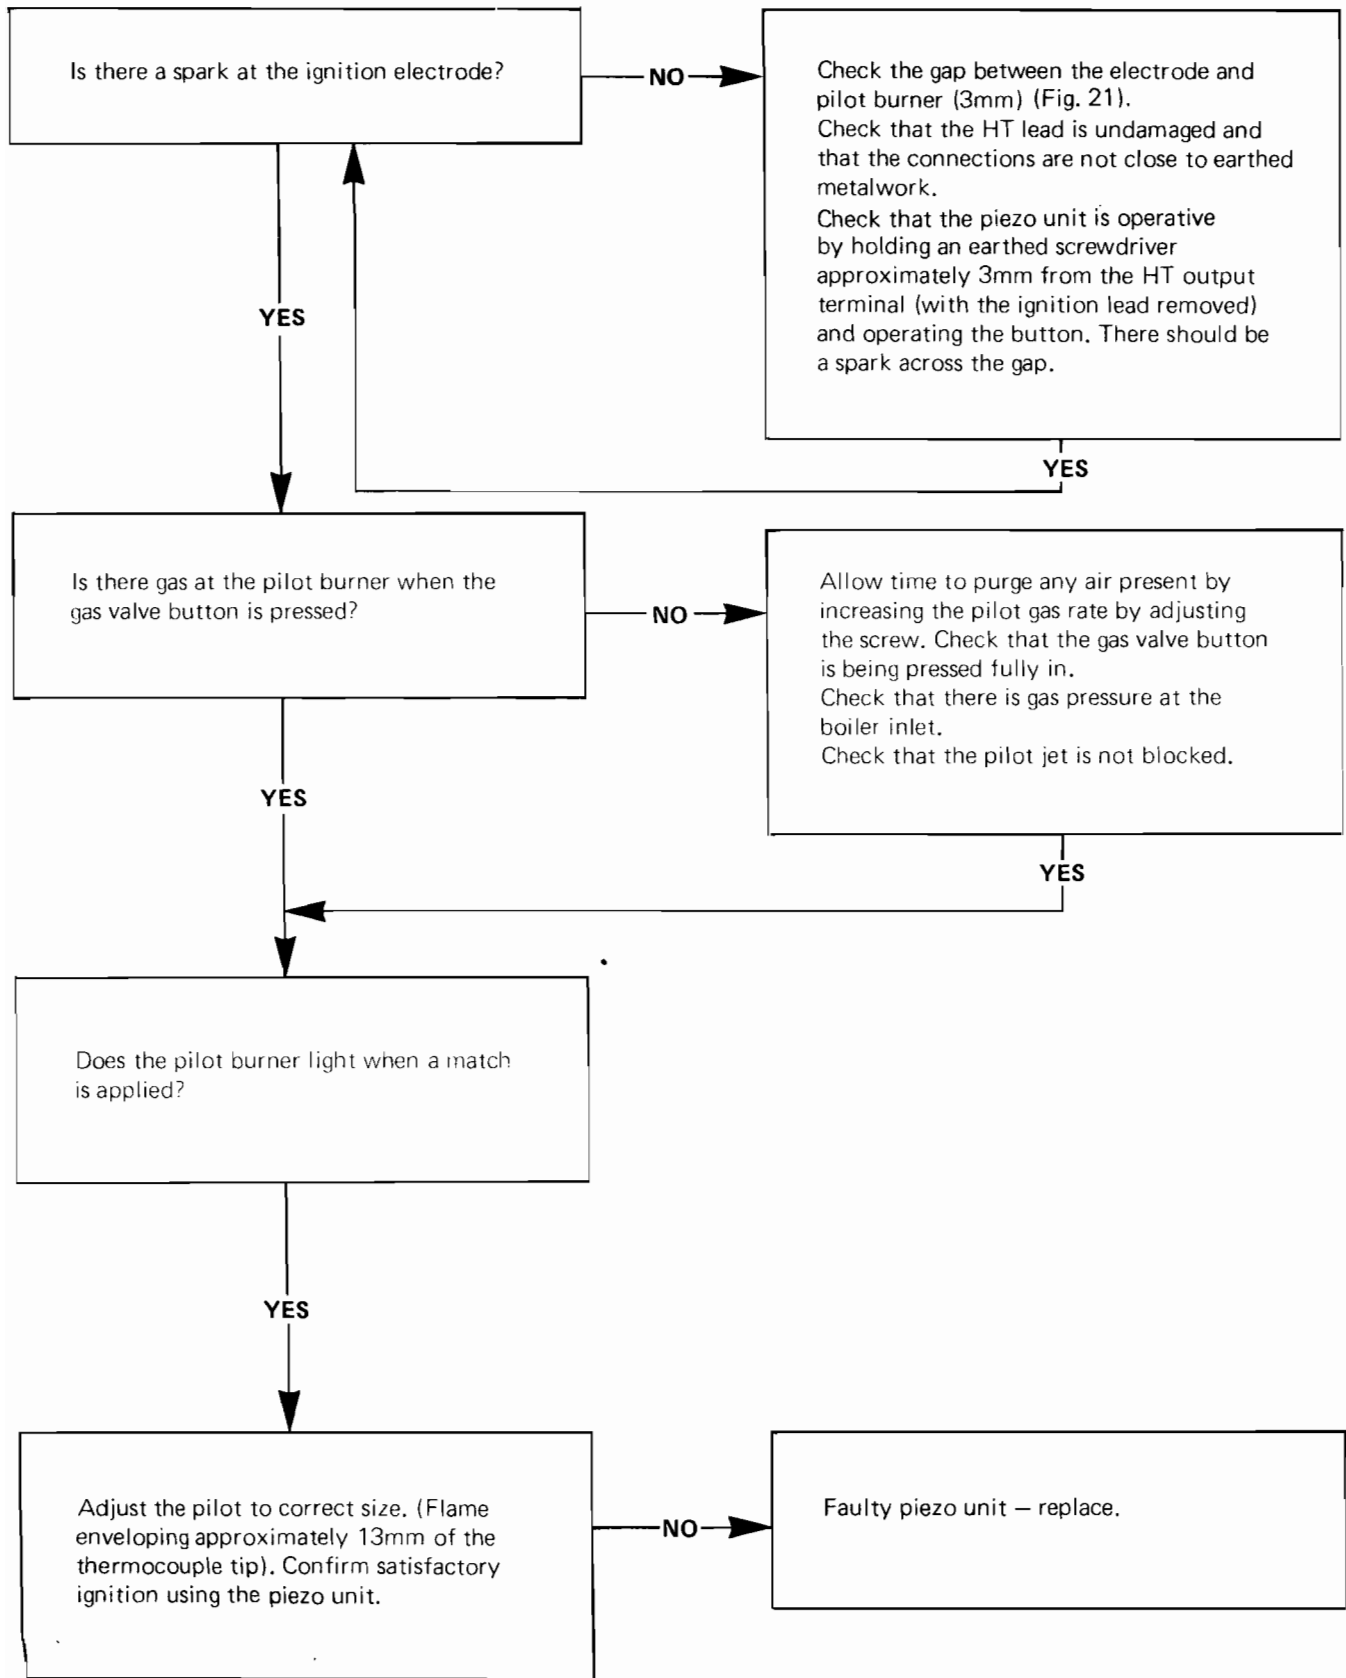 Is there a spark at the ignition electrode?
NO
Check the gap between the electrode and
pilot burner (3mm) (Fig. 21).
Check that the HT lead is undamaged and
that the connections are not close to earthed
metalwork.
Check that the piezo unit is operative
by holding an earthed screwdriver
approximately 3mm from the HT output
terminal (with the ignition lead removed)
and operating the button. There should be
a spark across the gap.
YES
YES
Is there gas at the pilot burner when the
gas valve button is pressed?
NO
Allow time to purge any air present by
increasing the pilot gas rate by adjusting
the screw. Check that the gas valve button
is being pressed fully in.
Check that there is gas pressure at the
boiler inlet.
Check that the pilot jet is not blocked.
YES
YES
Does the pilot burner light when a match
is applied?
YES
Adjust the pilot to correct size. (Flame
enveloping approximately 13mm of the
thermocouple tip). Confirm satisfactory
ignition using the piezo unit.
NO
Faulty piezo unit – replace.